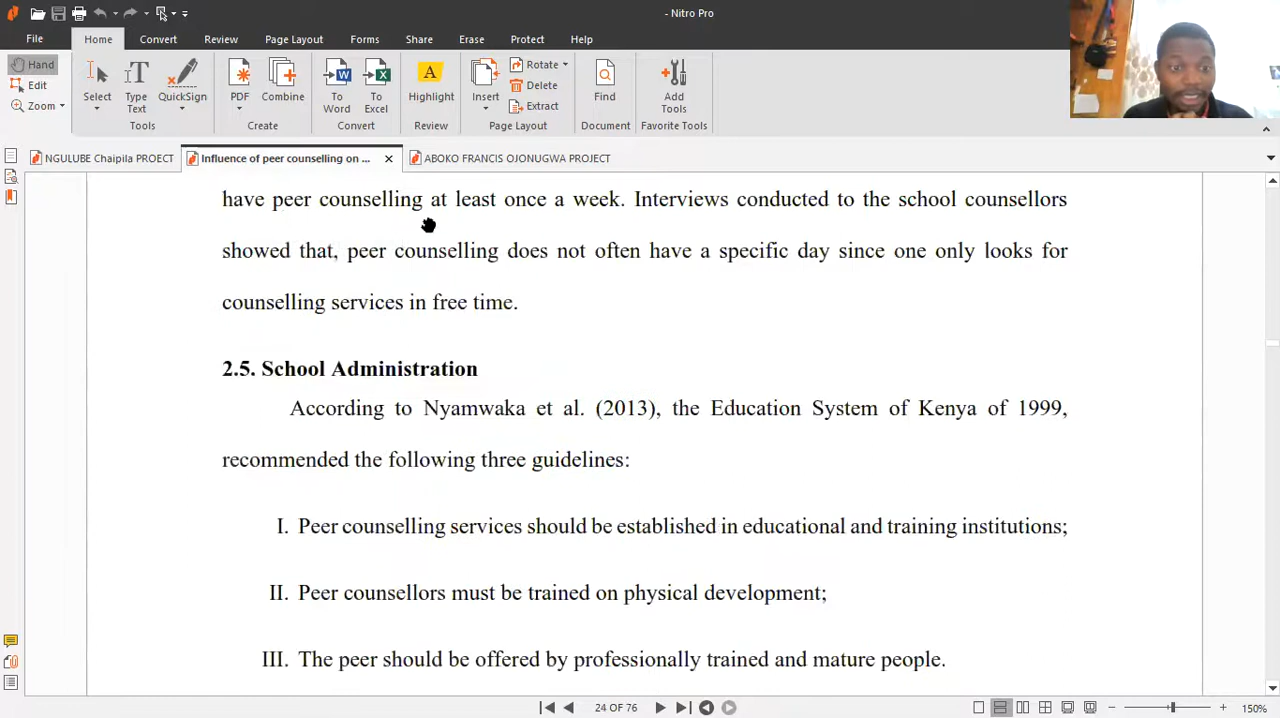 - Nitro Pro
File Home Convert Review Page Layout Forms Share Erase Protect Help
Hand
Edit
Zoom
Select
Type Text
QuickSign
Tools
PDF
Combine
Create
To Word
To Excel
Convert
Highlight
Review
Insert
Rotate
Delete
Extract
Page Layout
Find
Document
Add Tools
Favorite Tools
NGULUBE Chaipila PROECT
Influence of peer counselling on ...
ABOKO FRANCIS OJONUGWA PROJECT
have peer counselling at least once a week. Interviews conducted to the school counsellors
showed that, peer counselling does not often have a specific day since one only looks for
counselling services in free time.
2.5. School Administration
According to Nyamwaka et al. (2013), the Education System of Kenya of 1999,
recommended the following three guidelines:
I. Peer counselling services should be established in educational and training institutions;
II. Peer counsellors must be trained on physical development;
III. The peer should be offered by professionally trained and mature people.
24 OF 76
150%